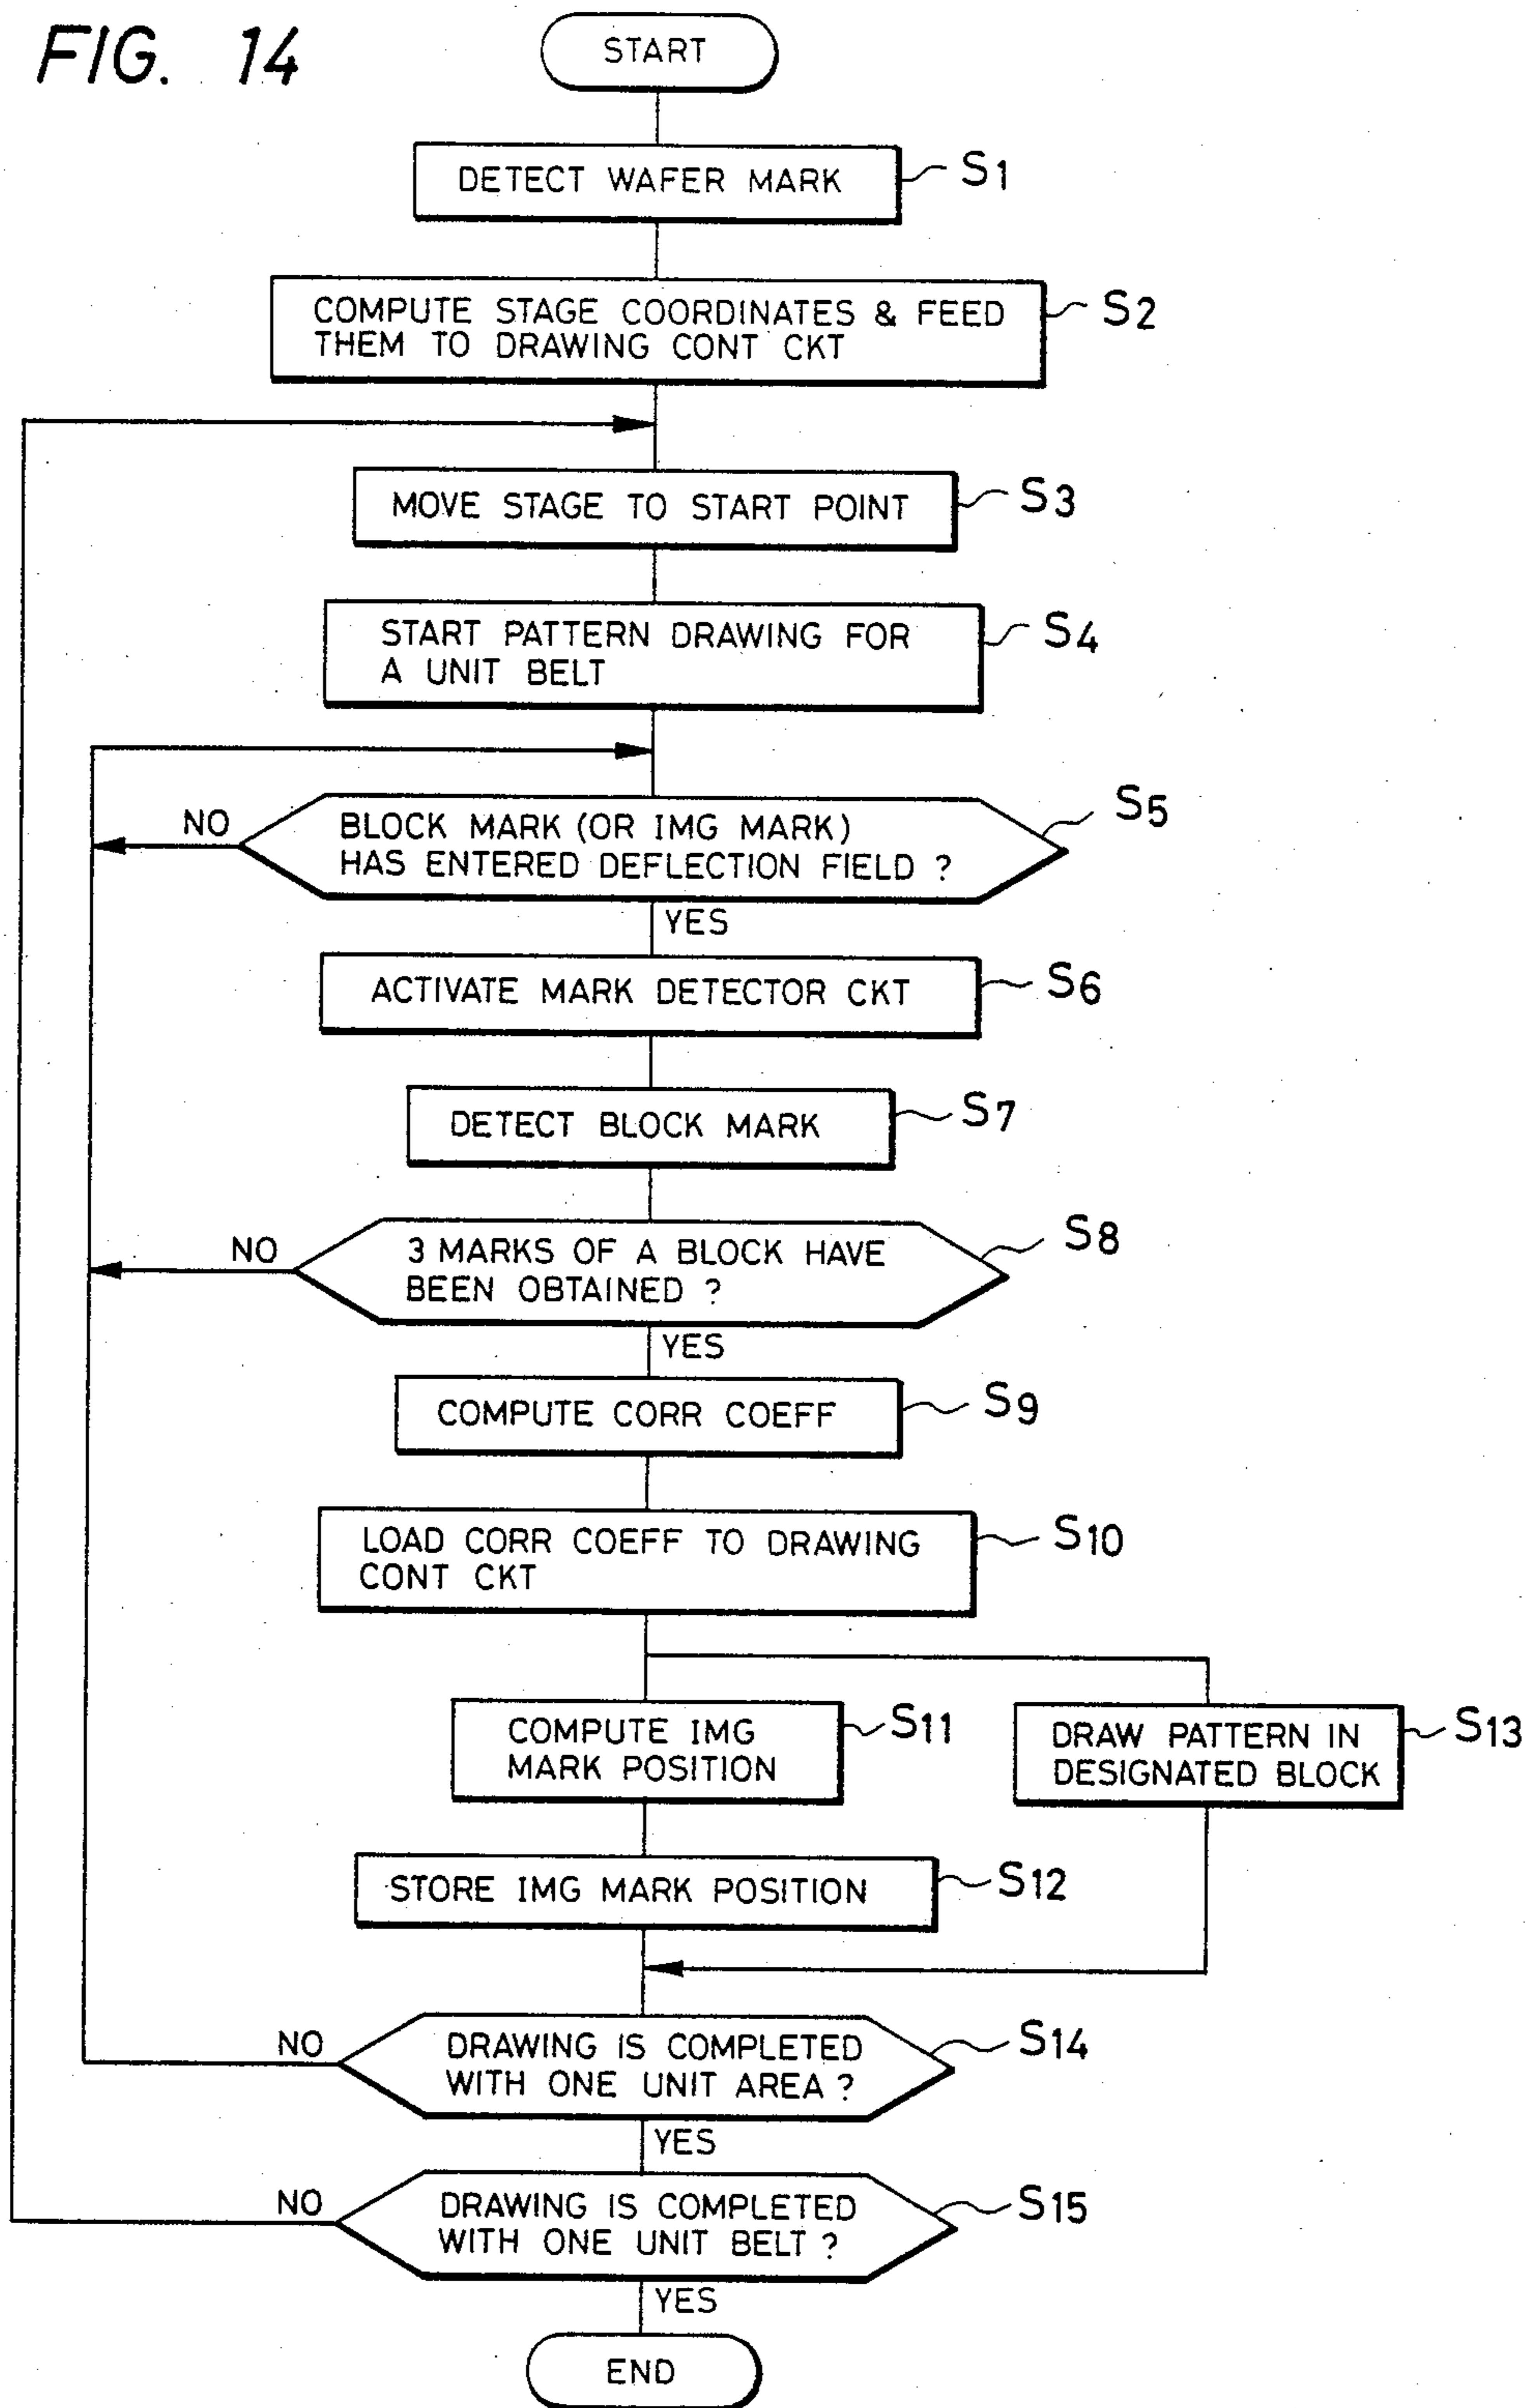 FIG. 14
START
DETECT WAFER MARK
S1
COMPUTE STAGE COORDINATES & FEED
THEM TO DRAWING CONT CKT
S2
MOVE STAGE TO START POINT
S3
START PATTERN DRAWING FOR
A UNIT BELT
S4
NO
BLOCK MARK (OR IMG MARK)
HAS ENTERED DEFLECTION FIELD ?
S5
YES
ACTIVATE MARK DETECTOR CKT
S6
DETECT BLOCK MARK
S7
NO
3 MARKS OF A BLOCK HAVE
BEEN OBTAINED ?
S8
YES
COMPUTE CORR COEFF
S9
LOAD CORR COEFF TO DRAWING
CONT CKT
S10
COMPUTE IMG
MARK POSITION
S11
DRAW PATTERN IN
DESIGNATED BLOCK
S13
STORE IMG MARK POSITION
S12
NO
DRAWING IS COMPLETED
WITH ONE UNIT AREA ?
S14
YES
NO
DRAWING IS COMPLETED
WITH ONE UNIT BELT ?
S15
YES
END